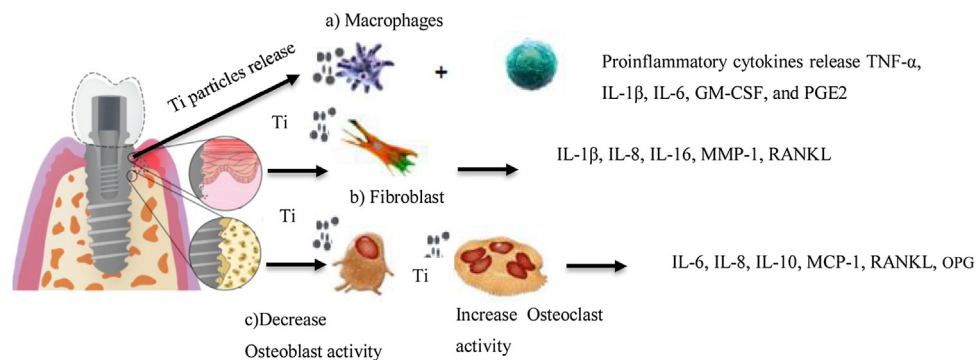 a) Macrophages
Ti particles release
+
Proinflammatory cytokines release TNF-α,
IL-1β, IL-6, GM-CSF, and PGE2
Ti
IL-1β, IL-8, IL-16, MMP-1, RANKL
b) Fibroblast
Ti
Ti
IL-6, IL-8, IL-10, MCP-1, RANKL, OPG
c)Decrease
Osteoblast activity
Increase Osteoclast
activity